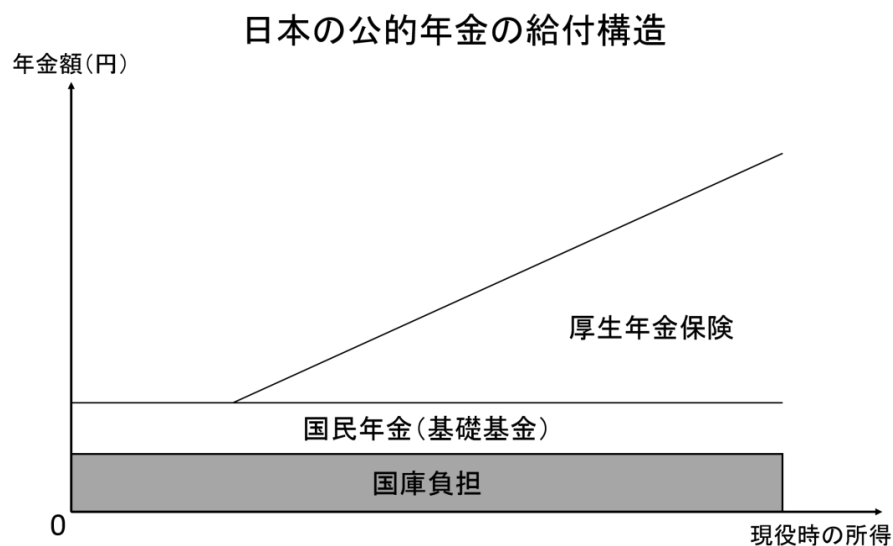 日本の公的年金の給付構造
年金額(円)
厚生年金保険
国民年金(基礎基金)
国庫負担
0
現役時の所得